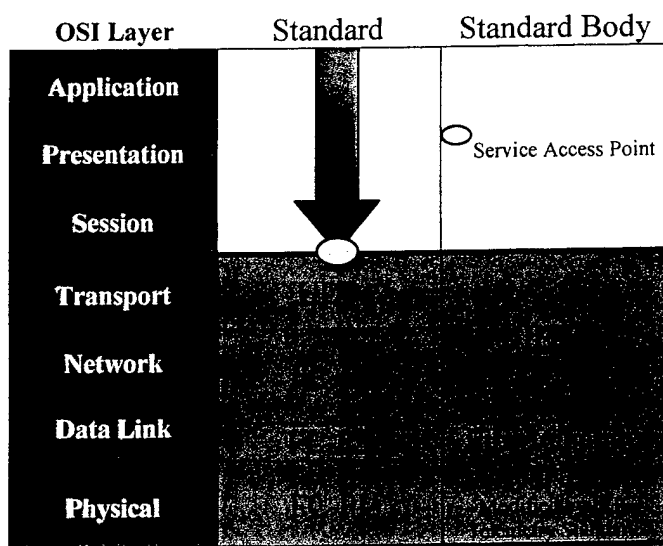 OSI Layer Standard Standard Body
Application
Presentation
Service Access Point
Session
Transport
Network
Data Link
Physical